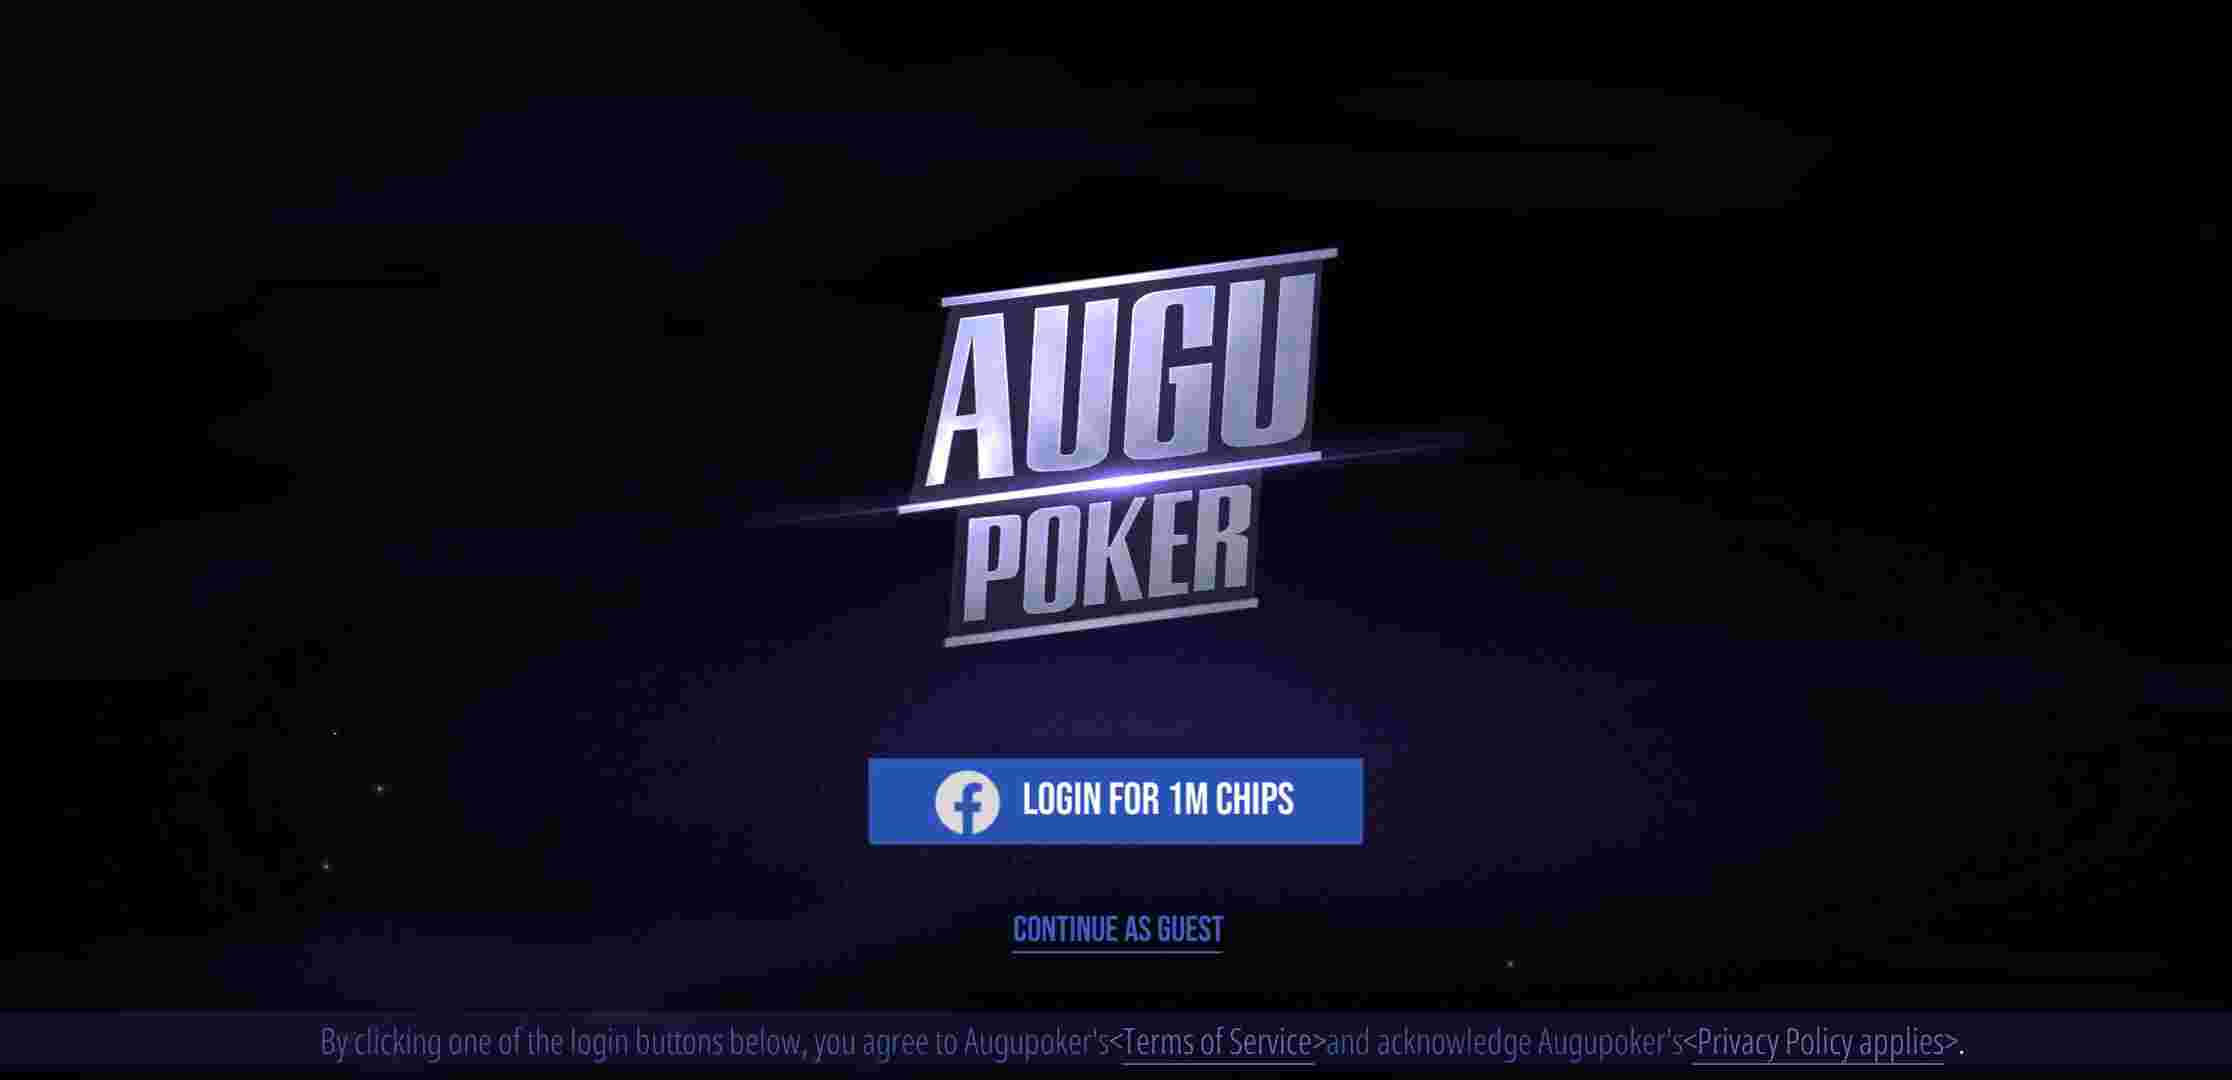 AUGU
POKER
LOGIN FOR 1M CHIPS
CONTINUE AS GUEST
By clicking one of the login buttons below, you agree to Augupoker's<Terms of Service>and acknowledge Augupoker's<Privacy Policy applies>.